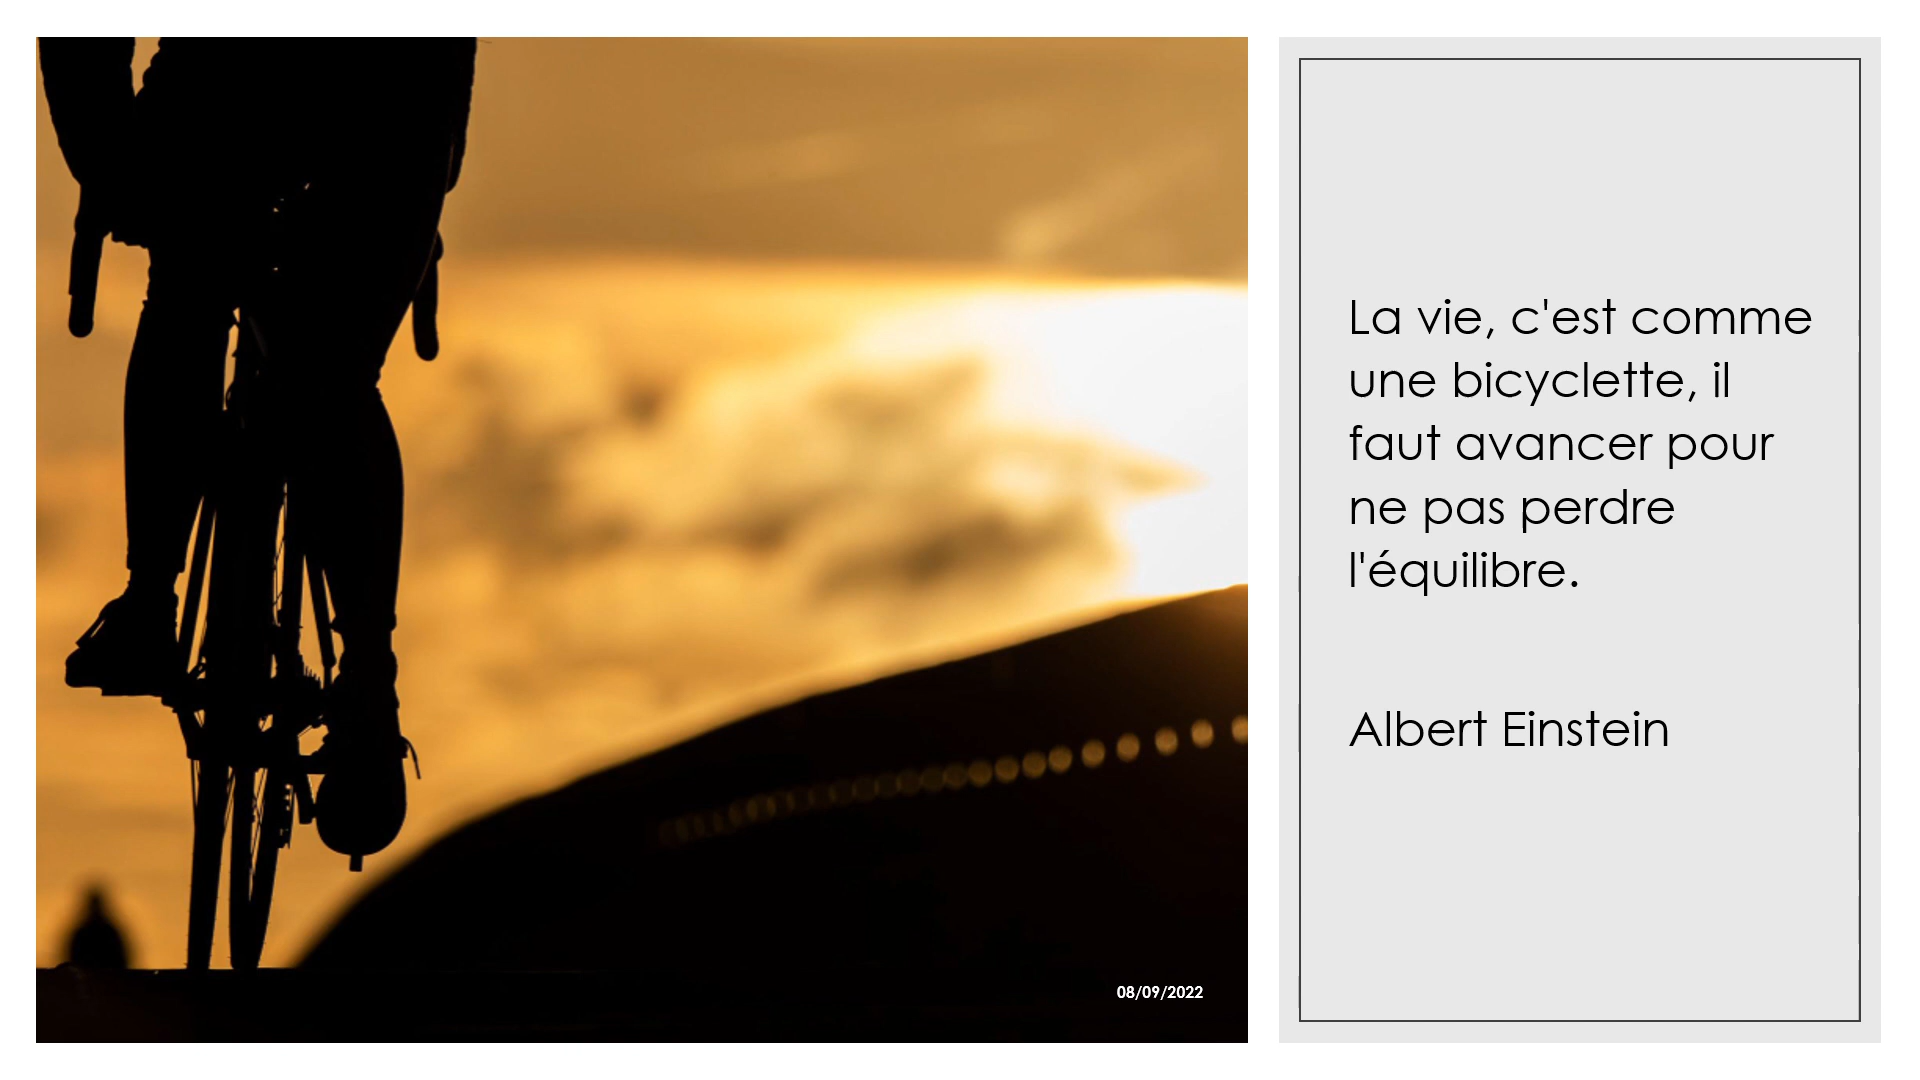 La vie, c'est comme
une bicyclette, il
faut avancer pour
ne pas perdre
l'équilibre.
Albert Einstein
08/09/2022